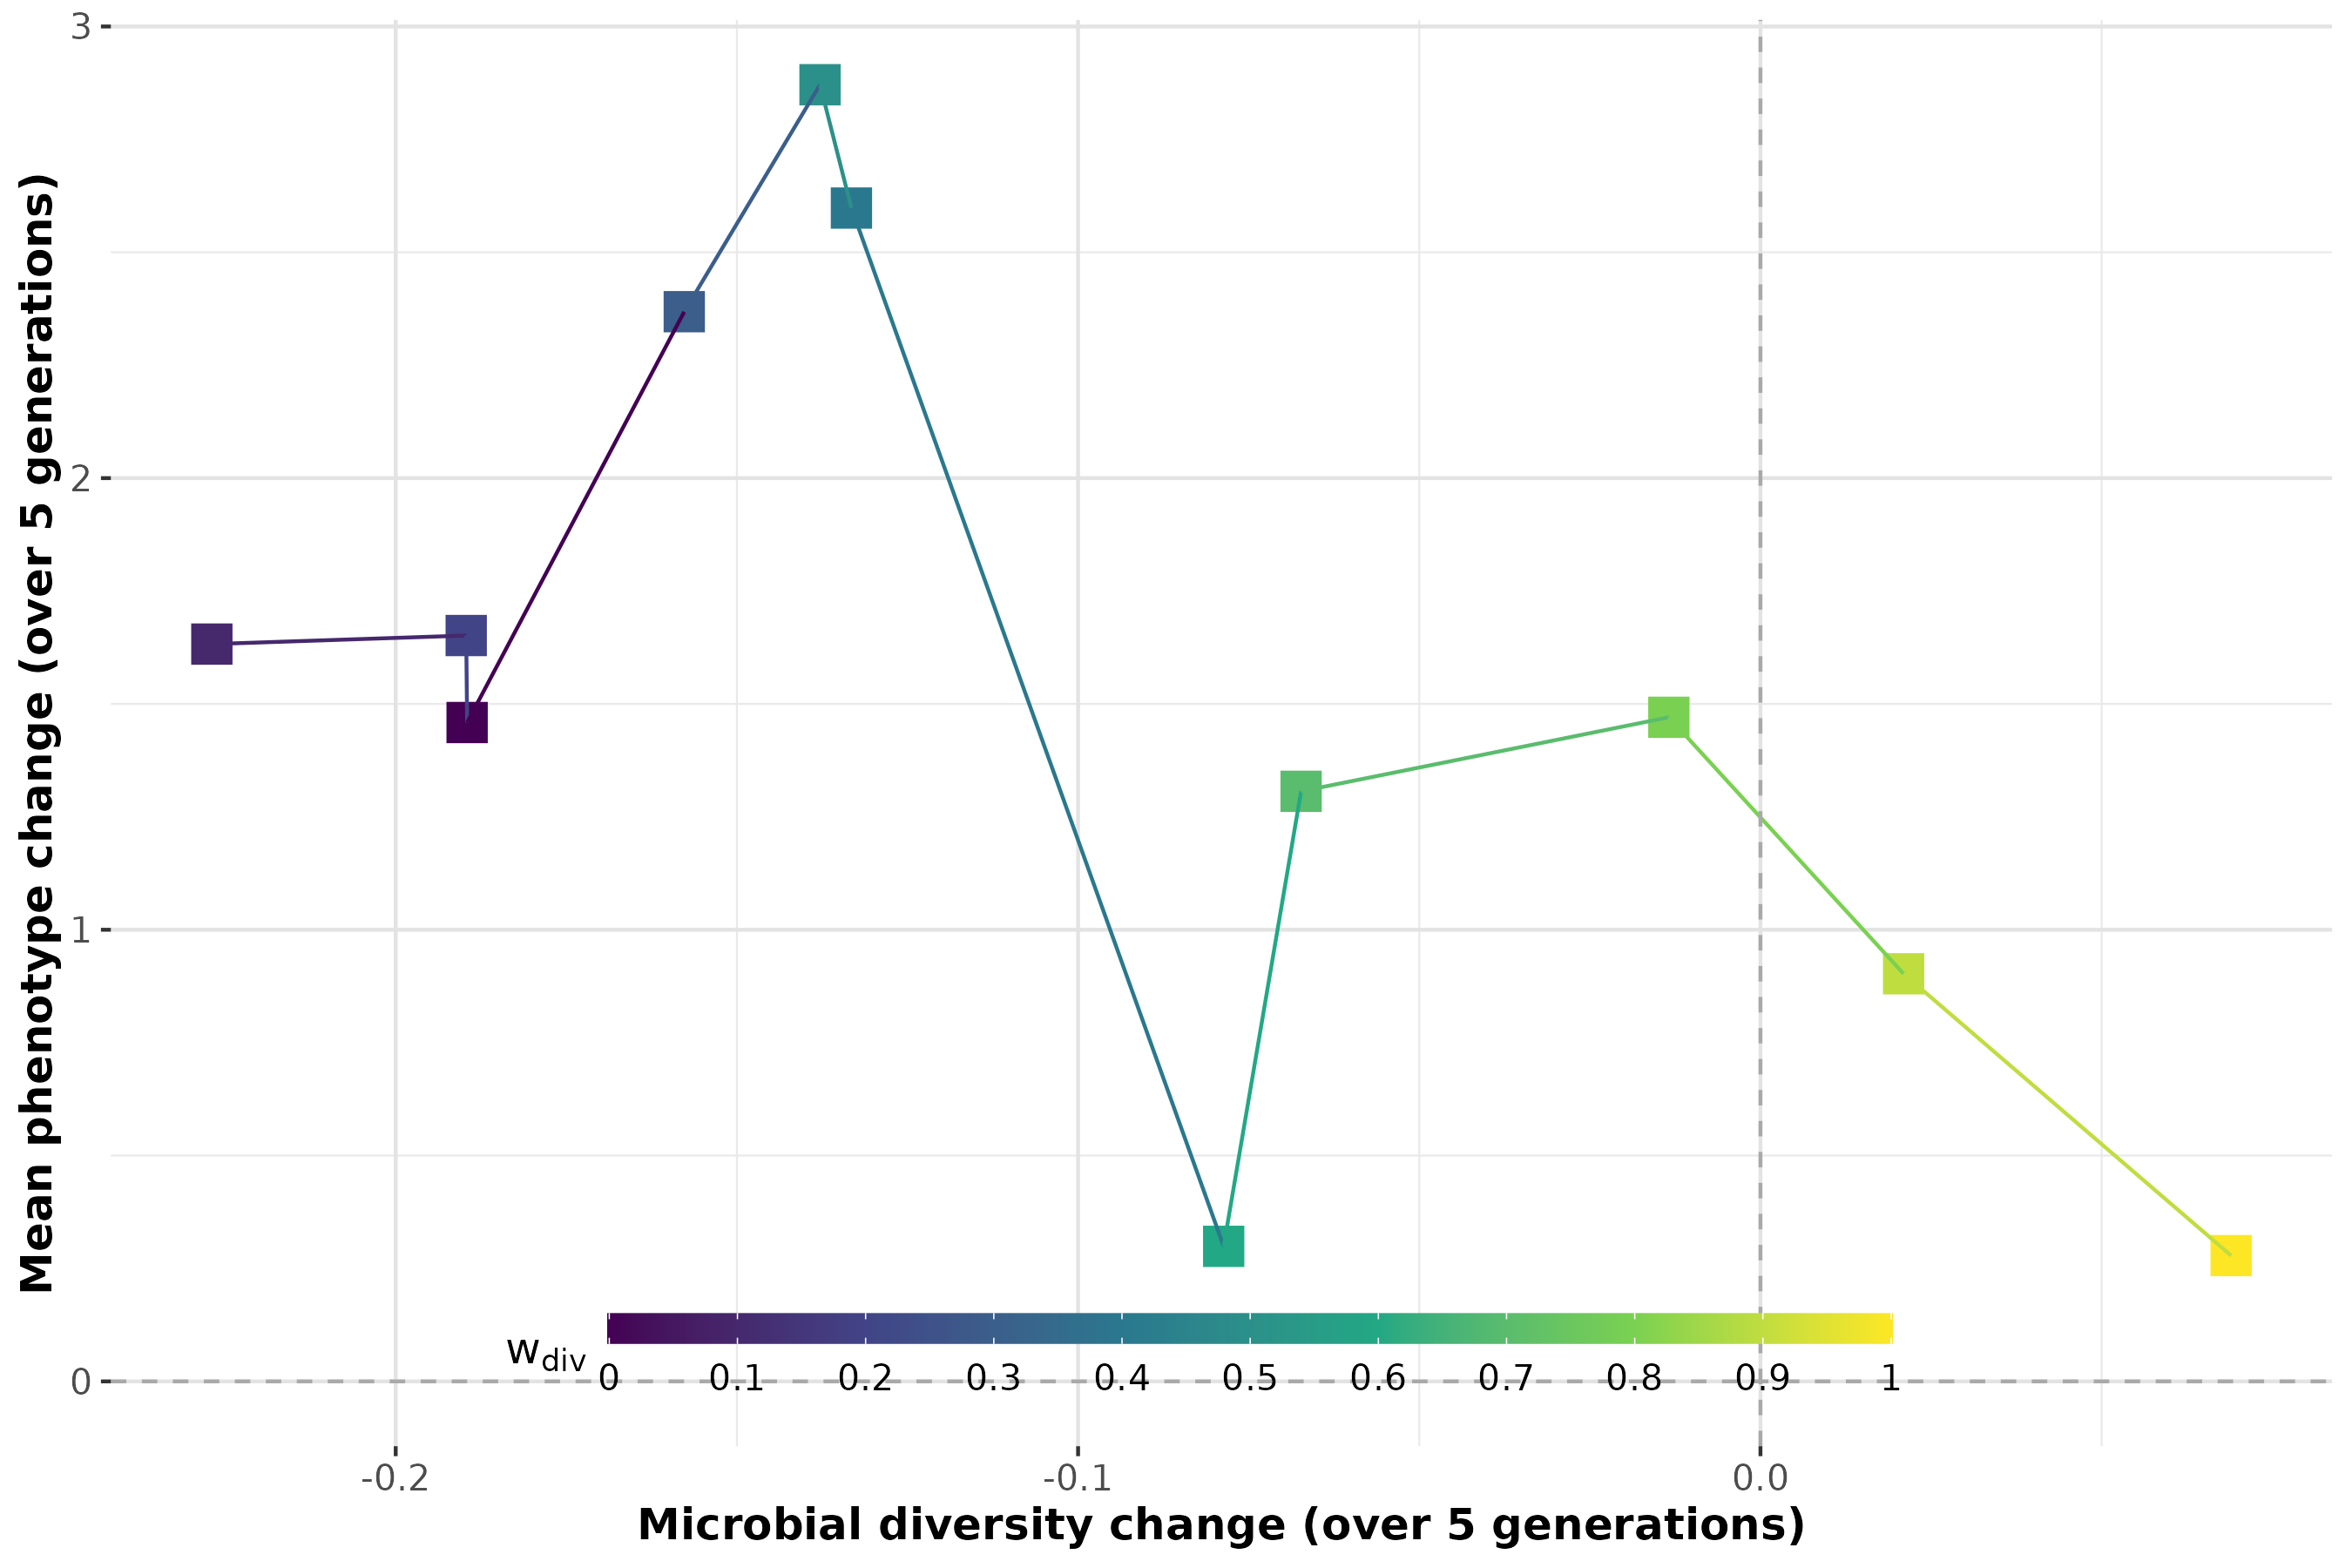 Mean phenotype change (over 5 generations)
3
2
1
0
w_div
0 0.1 0.2 0.3 0.4 0.5 0.6 0.7 0.8 0.9 1
-0.2 -0.1 0.0
Microbial diversity change (over 5 generations)